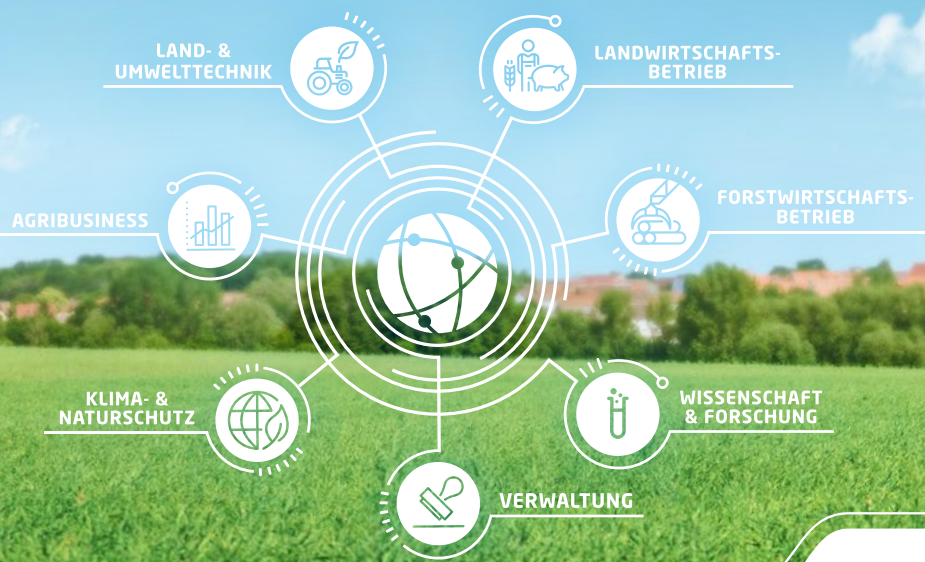 LAND- &
UMWELTTECHNIK
LANDWIRTSCHAFTS-
BETRIEB
AGRIBUSINESS
FORSTWIRTSCHAFTS-
BETRIEB
KLIMA- &
NATURSCHUTZ
WISSENSCHAFT
& FORSCHUNG
VERWALTUNG